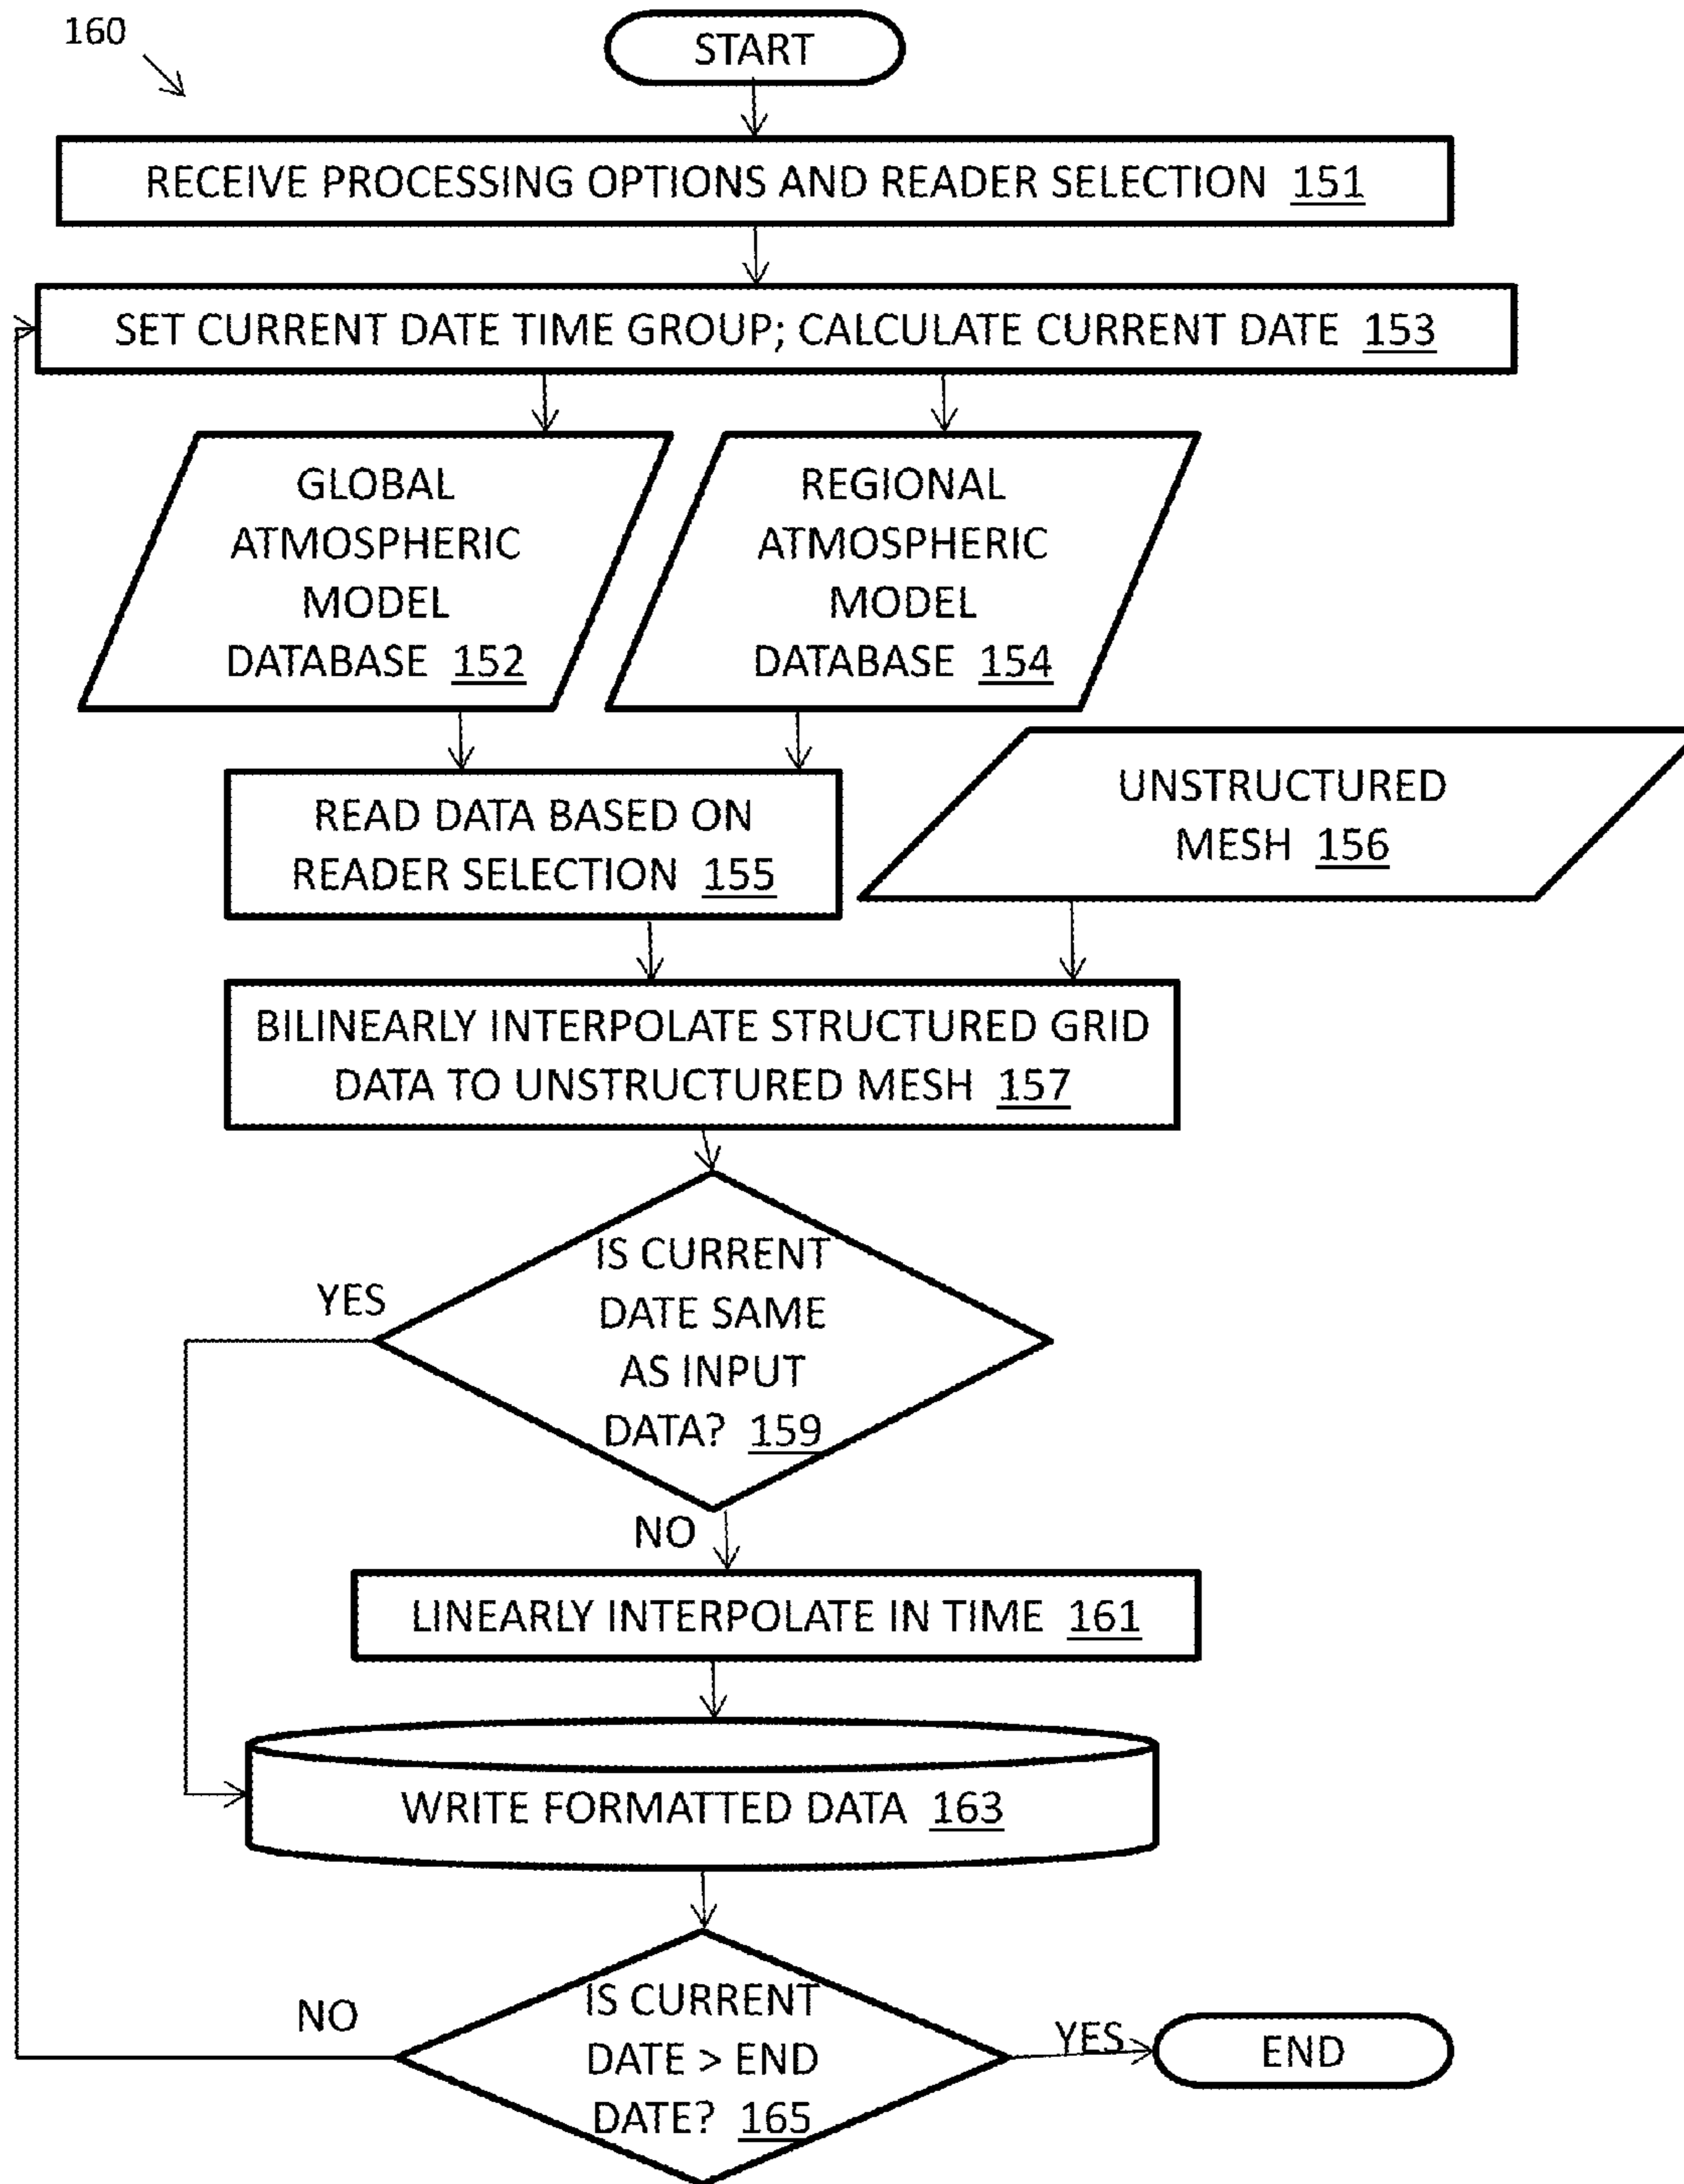 160
START
RECEIVE PROCESSING OPTIONS AND READER SELECTION 151
SET CURRENT DATE TIME GROUP; CALCULATE CURRENT DATE 153
GLOBAL
ATMOSPHERIC
MODEL
DATABASE 152
REGIONAL
ATMOSPHERIC
MODEL
DATABASE 154
READ DATA BASED ON
READER SELECTION 155
UNSTRUCTURED
MESH 156
BILINEARLY INTERPOLATE STRUCTURED GRID
DATA TO UNSTRUCTURED MESH 157
IS CURRENT
DATE SAME
AS INPUT
DATA? 159
YES
NO
LINEARLY INTERPOLATE IN TIME 161
WRITE FORMATTED DATA 163
IS CURRENT
DATE > END
DATE? 165
NO
YES
END